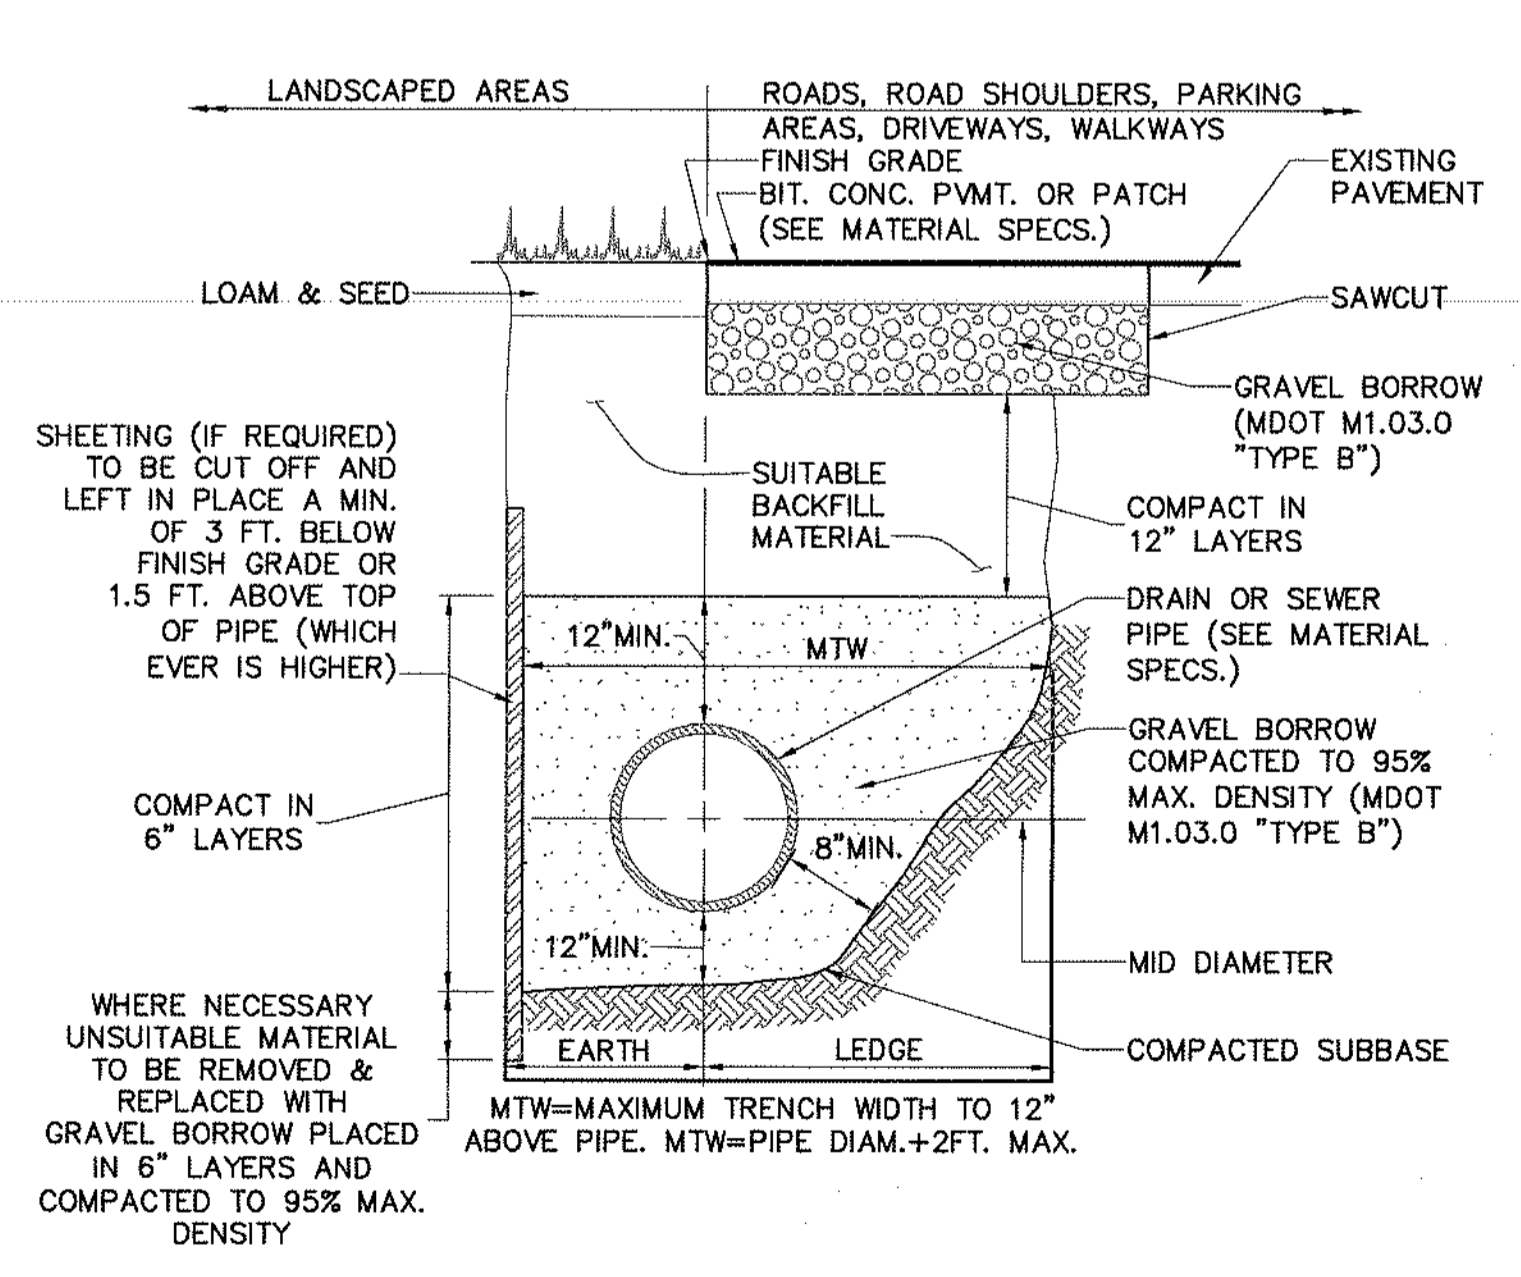 LANDSCAPED AREAS
ROADS, ROAD SHOULDERS, PARKING
AREAS, DRIVEWAYS, WALKWAYS
FINISH GRADE
BIT. CONC. PVMT. OR PATCH
(SEE MATERIAL SPECS.)
EXISTING
PAVEMENT
LOAM & SEED
SAWCUT
GRAVEL BORROW
(MDOT M1.03.0
"TYPE B")
SHEETING (IF REQUIRED)
TO BE CUT OFF AND
LEFT IN PLACE A MIN.
OF 3 FT. BELOW
FINISH GRADE OR
1.5 FT. ABOVE TOP
OF PIPE (WHICH
EVER IS HIGHER)
SUITABLE
BACKFILL
MATERIAL
COMPACT IN
12" LAYERS
DRAIN OR SEWER
PIPE (SEE MATERIAL
SPECS.)
12"MIN.
MTW
GRAVEL BORROW
COMPACTED TO 95%
MAX. DENSITY (MDOT
M1.03.0 "TYPE B")
COMPACT IN
6" LAYERS
8"MIN.
12"MIN.
MID DIAMETER
WHERE NECESSARY
UNSUITABLE MATERIAL
TO BE REMOVED &
REPLACED WITH
GRAVEL BORROW PLACED
IN 6" LAYERS AND
COMPACTED TO 95% MAX.
DENSITY
EARTH
LEDGE
COMPACTED SUBBASE
MTW=MAXIMUM TRENCH WIDTH TO 12"
ABOVE PIPE. MTW=PIPE DIAM.+2FT. MAX.